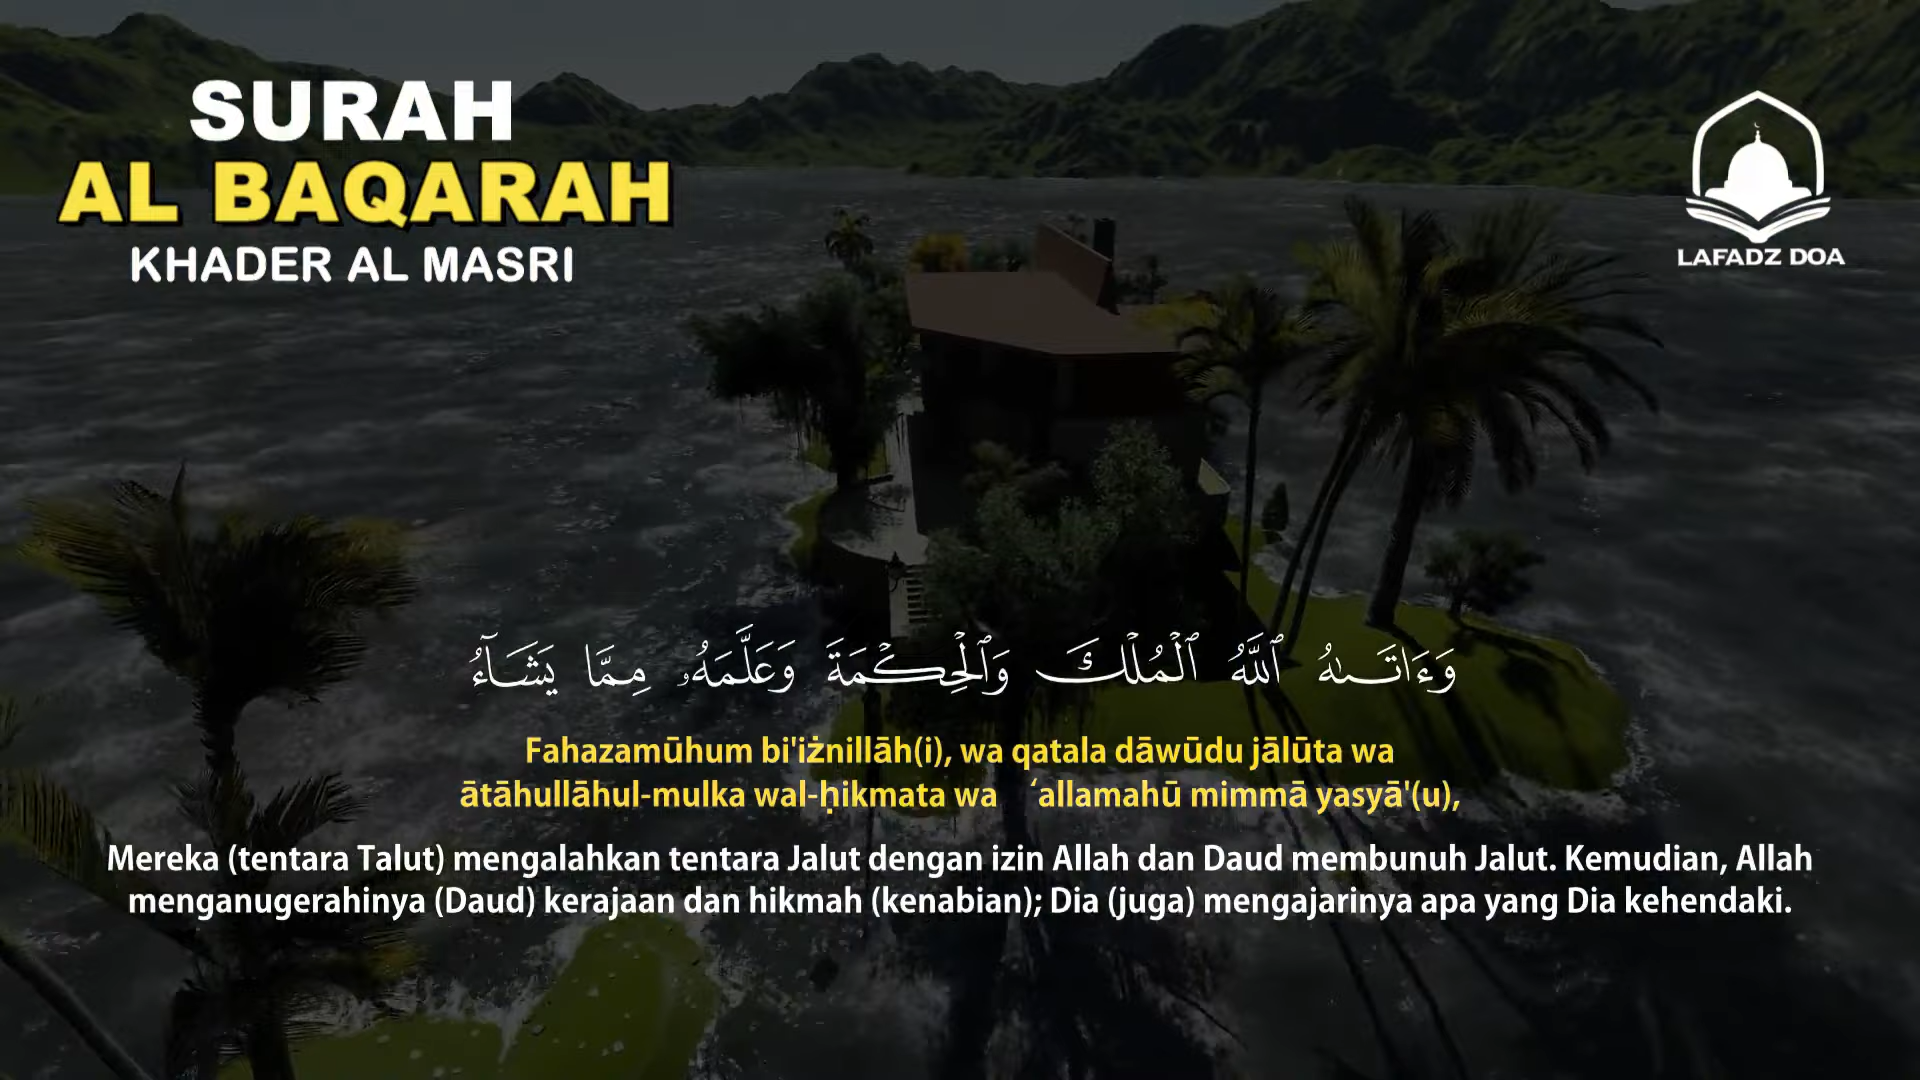 SURAH
AL BAQARAH
KHADER AL MASRI
LAFADZ DOA
وَءَاتَىٰهُ ٱللَّهُ ٱلْمُلْكَ وَٱلْحِكْمَةَ وَعَلَّمَهُۥ مِمَّا يَشَآءُ
Fahazamūhum bi'iżnillāh(i), wa qatala dāwūdu jālūta wa
ātāhullāhul-mulka wal-ḥikmata wa ‘allamahū mimmā yasyā'(u),
Mereka (tentara Talut) mengalahkan tentara Jalut dengan izin Allah dan Daud membunuh Jalut. Kemudian, Allah
menganugerahinya (Daud) kerajaan dan hikmah (kenabian); Dia (juga) mengajarinya apa yang Dia kehendaki.